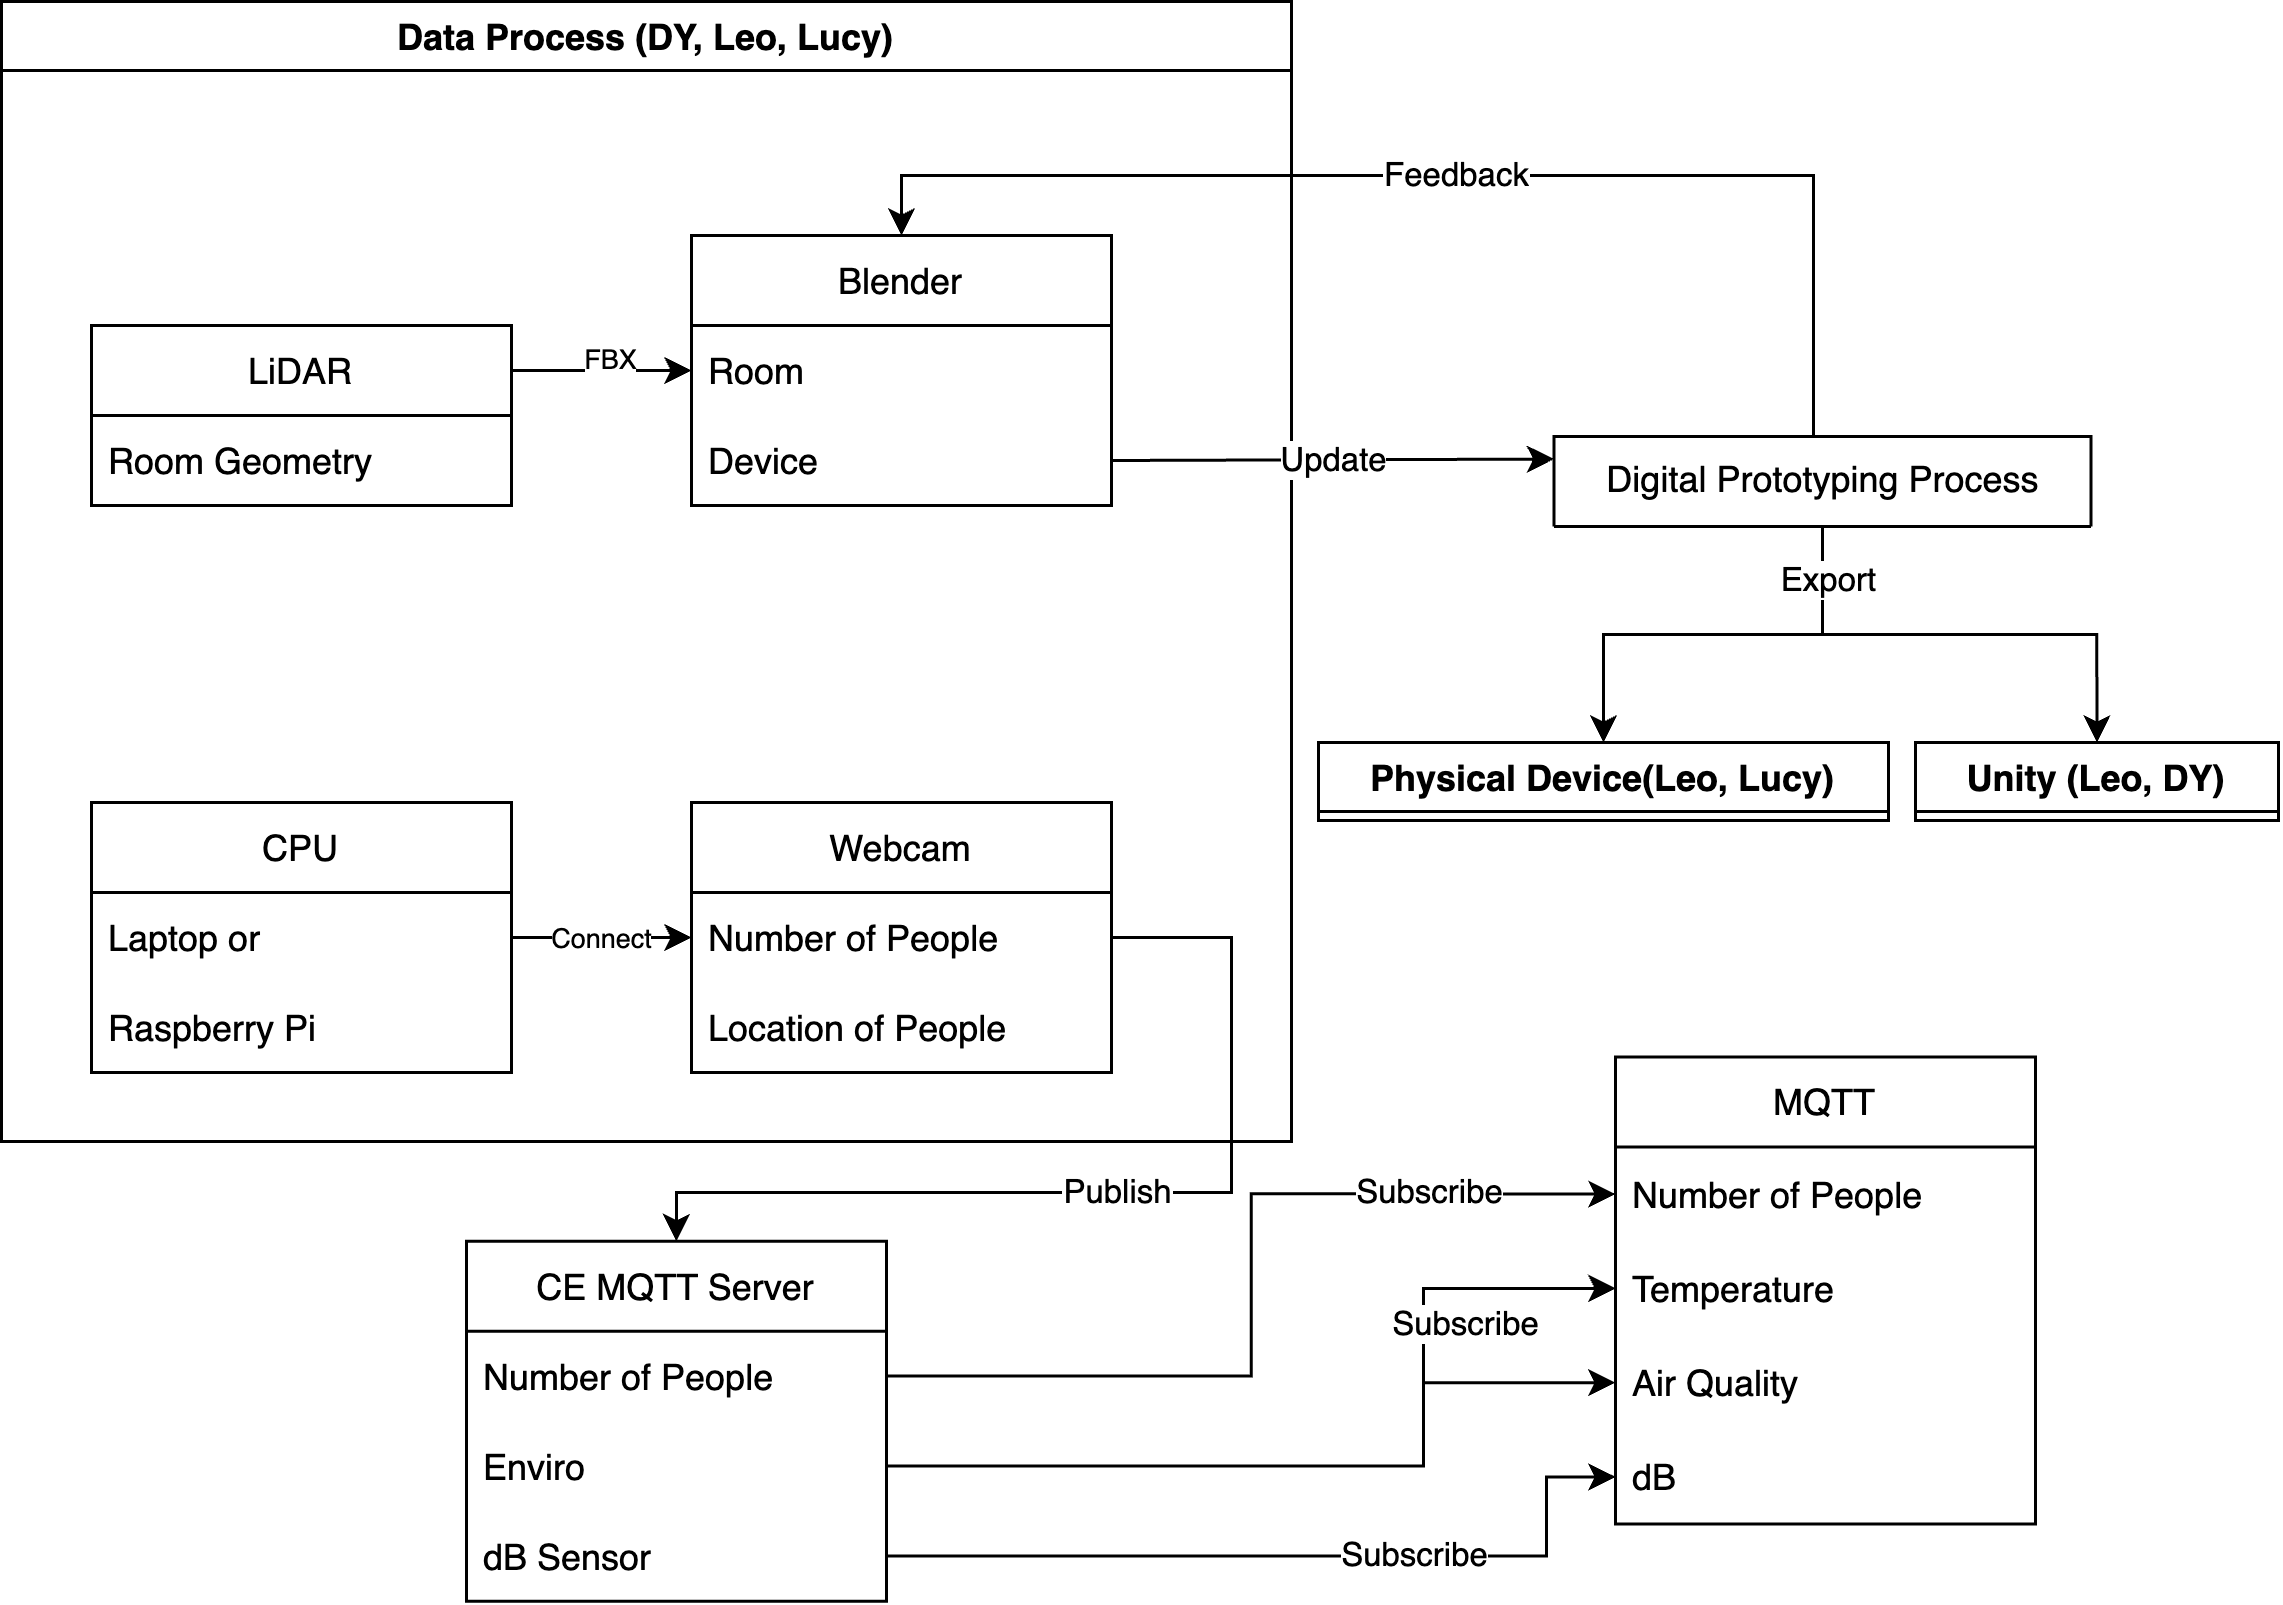 Data Process (DY, Leo, Lucy)
Feedback
Blender
Room
Device
LiDAR
Room Geometry
FBX
Update
Digital Prototyping Process
Export
Physical Device(Leo, Lucy)
Unity (Leo, DY)
CPU
Laptop or
Raspberry Pi
Connect
Webcam
Number of People
Location of People
Publish
CE MQTT Server
Number of People
Enviro
dB Sensor
Subscribe
Subscribe
Subscribe
MQTT
Number of People
Temperature
Air Quality
dB